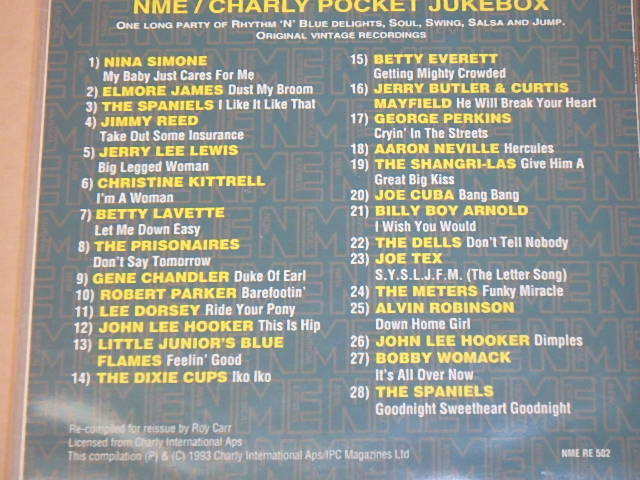 NME / CHARLY POCKET JUKEBOX
ONE LONG PARTY OF RHYTHM 'N' BLUE DELIGHTS, SOUL, SWING, SALSA AND JUMP.
ORIGINAL VINTAGE RECORDINGS
1) NINA SIMONE
My Baby Just Cares For Me
2) ELMORE JAMES Dust My Broom
3) THE SPANIELS I Like It Like That
4) JIMMY REED
Take Out Some Insurance
5) JERRY LEE LEWIS
Big Legged Woman
6) CHRISTINE KITTRELL
I'm A Woman
7) BETTY LAVETTE
Let Me Down Easy
8) THE PRISONAIRES
Don't Say Tomorrow
9) GENE CHANDLER Duke Of Earl
10) ROBERT PARKER Barefootin'
11) LEE DORSEY Ride Your Pony
12) JOHN LEE HOOKER This Is Hip
13) LITTLE JUNIOR'S BLUE
FLAMES Feelin' Good
14) THE DIXIE CUPS Iko Iko
15) BETTY EVERETT
Getting Mighty Crowded
16) JERRY BUTLER & CURTIS
MAYFIELD He Will Break Your Heart
17) GEORGE PERKINS
Cryin' In The Streets
18) AARON NEVILLE Hercules
19) THE SHANGRI-LAS Give Him A
Great Big Kiss
20) JOE CUBA Bang Bang
21) BILLY BOY ARNOLD
I Wish You Would
22) THE DELLS Don't Tell Nobody
23) JOE TEX
S.Y.S.L.J.F.M. (The Letter Song)
24) THE METERS Funky Miracle
25) ALVIN ROBINSON
Down Home Girl
26) JOHN LEE HOOKER Dimples
27) BOBBY WOMACK
It's All Over Now
28) THE SPANIELS
Goodnight Sweetheart Goodnight
Re-compiled for reissue by Roy Carr
Licensed from Charly International Aps
This compilation (P) & (C) 1993 Charly International Aps/IPC Magazines Ltd
NME RE 502